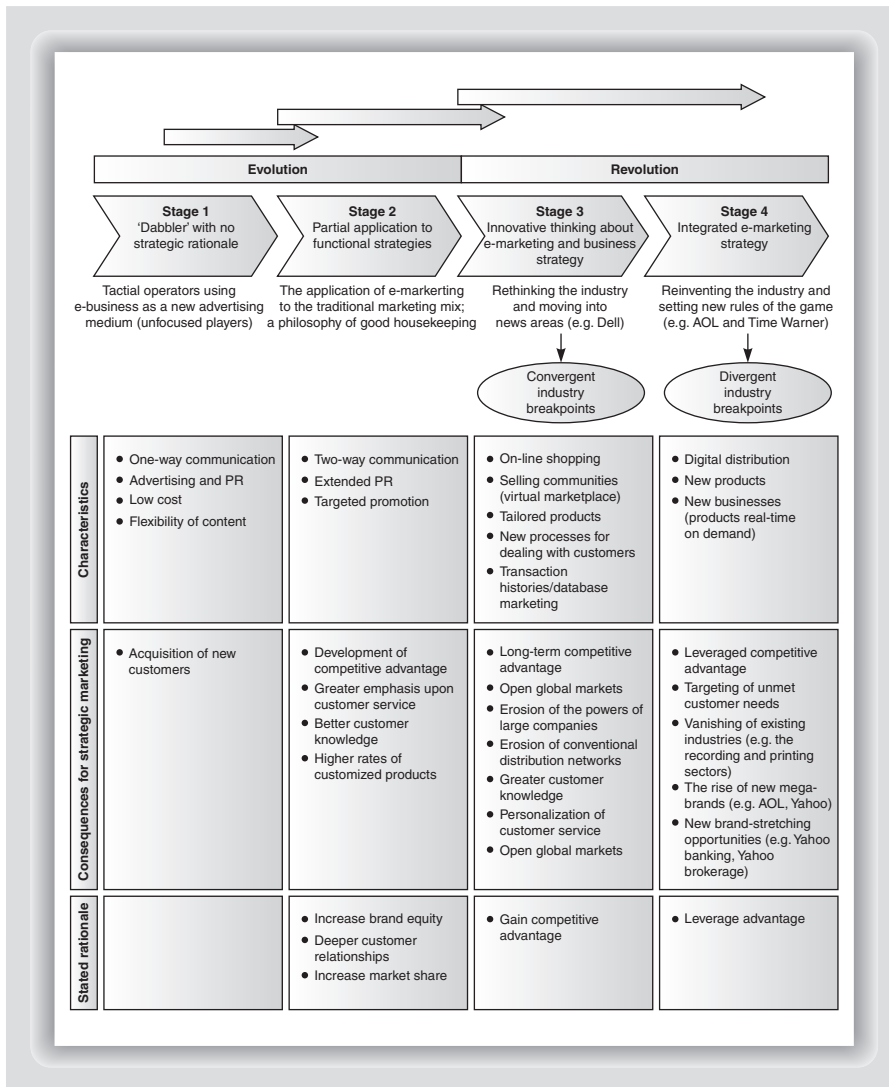 Evolution
Revolution
Stage 1
‘Dabbler’ with no
strategic rationale
Stage 2
Partial application to
functional strategies
Stage 3
Innovative thinking about
e-marketing and business
strategy
Stage 4
Integrated e-marketing
strategy
Tactial operators using
e-business as a new advertising
medium (unfocused players)
The application of e-markerting
to the traditional marketing mix;
a philosophy of good housekeeping
Rethinking the industry
and moving into
news areas (e.g. Dell)
Reinventing the industry and
setting new rules of the game
(e.g. AOL and Time Warner)
Convergent
industry
breakpoints
Divergent
industry
breakpoints
Characteristics
• One-way communication
• Advertising and PR
• Low cost
• Flexibility of content
• Two-way communication
• Extended PR
• Targeted promotion
• On-line shopping
• Selling communities
(virtual marketplace)
• Tailored products
• New processes for
dealing with customers
• Transaction
histories/database
marketing
• Digital distribution
• New products
• New businesses
(products real-time
on demand)
Consequences for strategic marketing
• Acquisition of new
customers
• Development of
competitive advantage
• Greater emphasis upon
customer service
• Better customer
knowledge
• Higher rates of
customized products
• Long-term competitive
advantage
• Open global markets
• Erosion of the powers of
large companies
• Erosion of conventional
distribution networks
• Greater customer
knowledge
• Personalization of
customer service
• Open global markets
• Leveraged competitive
advantage
• Targeting of unmet
customer needs
• Vanishing of existing
industries (e.g. the
recording and printing
sectors)
• The rise of new mega-
brands (e.g. AOL, Yahoo)
• New brand-stretching
opportunities (e.g. Yahoo
banking, Yahoo
brokerage)
Stated rationale
• Increase brand equity
• Deeper customer
relationships
• Increase market share
• Gain competitive
advantage
• Leverage advantage